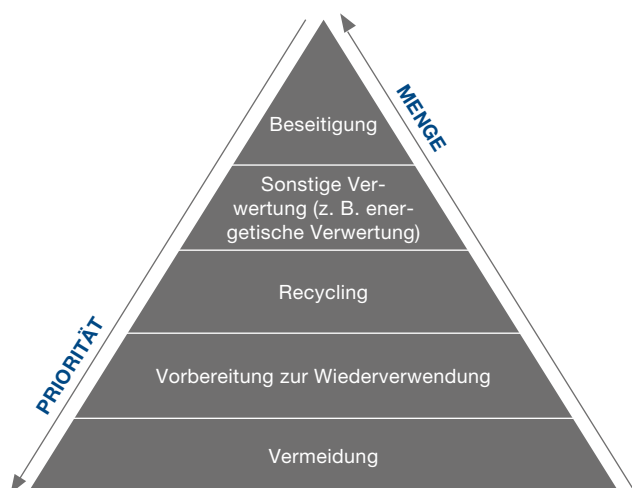 MENGE
Beseitigung
Sonstige Ver-
wertung (z. B. ener-
getische Verwertung)
Recycling
PRIORITÄT
Vorbereitung zur Wiederverwendung
Vermeidung